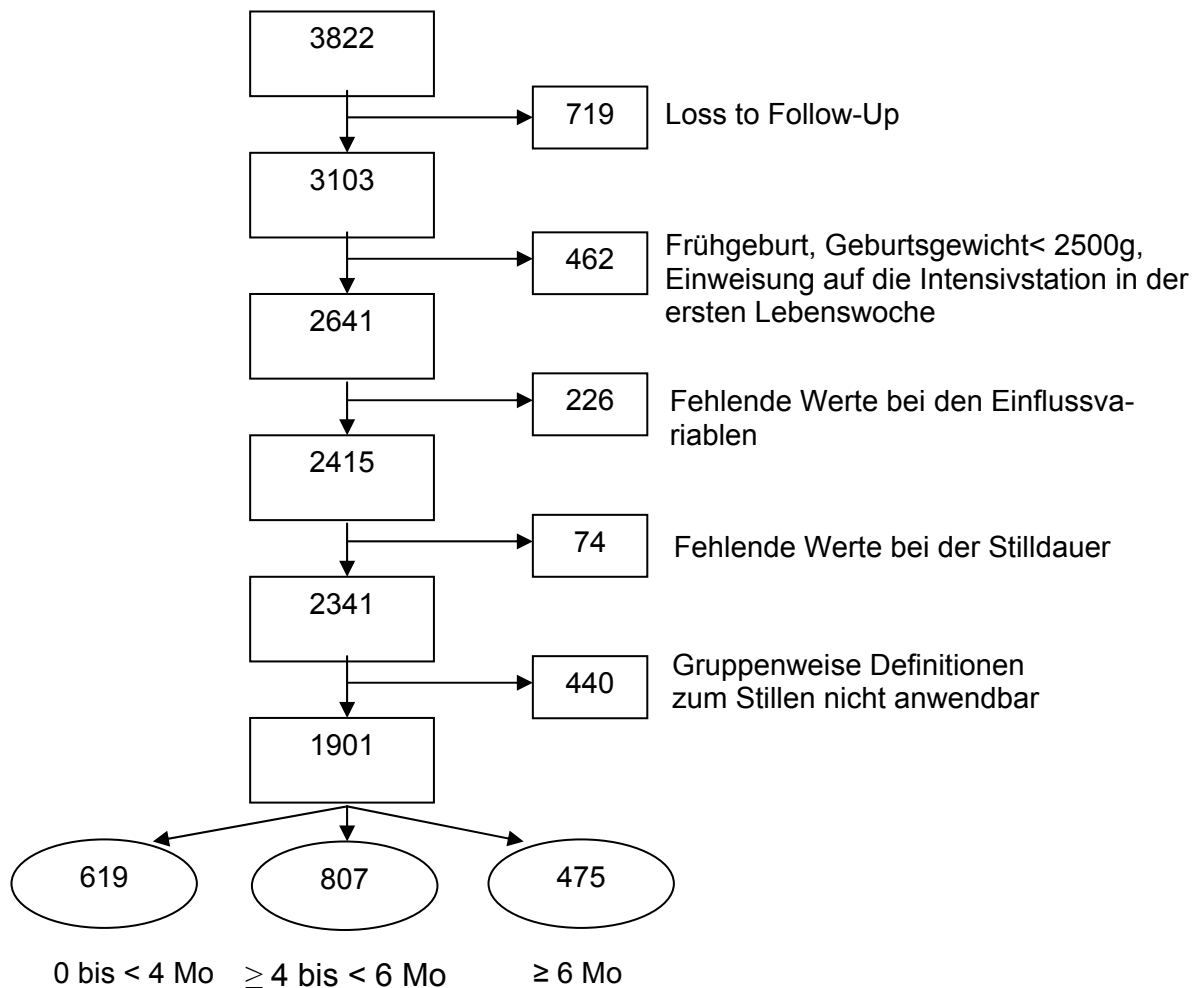 3822
719 Loss to Follow-Up
3103
462
Frühgeburt, Geburtsgewicht< 2500g,
Einweisung auf die Intensivstation in der
ersten Lebenswoche
2641
226
Fehlende Werte bei den Einflussva-
riablen
2415
74 Fehlende Werte bei der Stilldauer
2341
440
Gruppenweise Definitionen
zum Stillen nicht anwendbar
1901
619 807 475
0 bis < 4 Mo ≥ 4 bis < 6 Mo ≥ 6 Mo